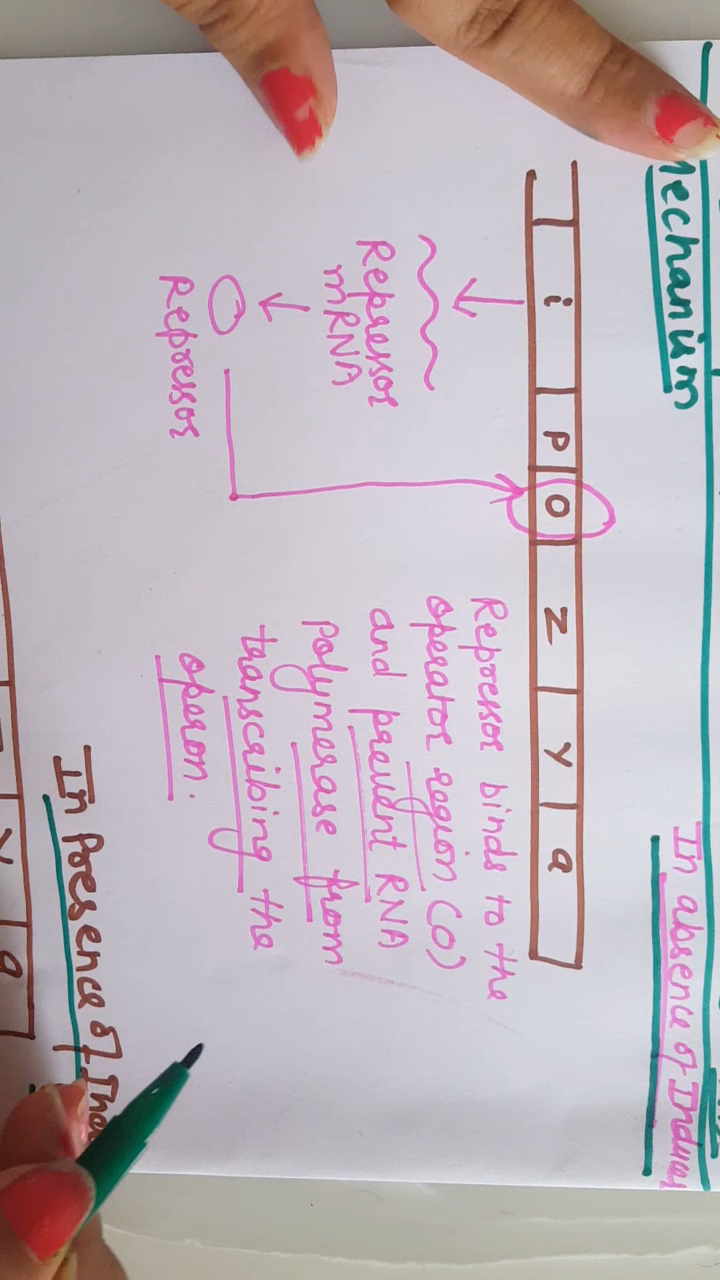 Mechanism
In absence of Inducer
i P O Z Y a
Repressor
mRNA
Repressor
Repressor binds to the
operator region (O)
and prevent RNA
polymerase from
transcribing the
operon.
In Presence of
Y a